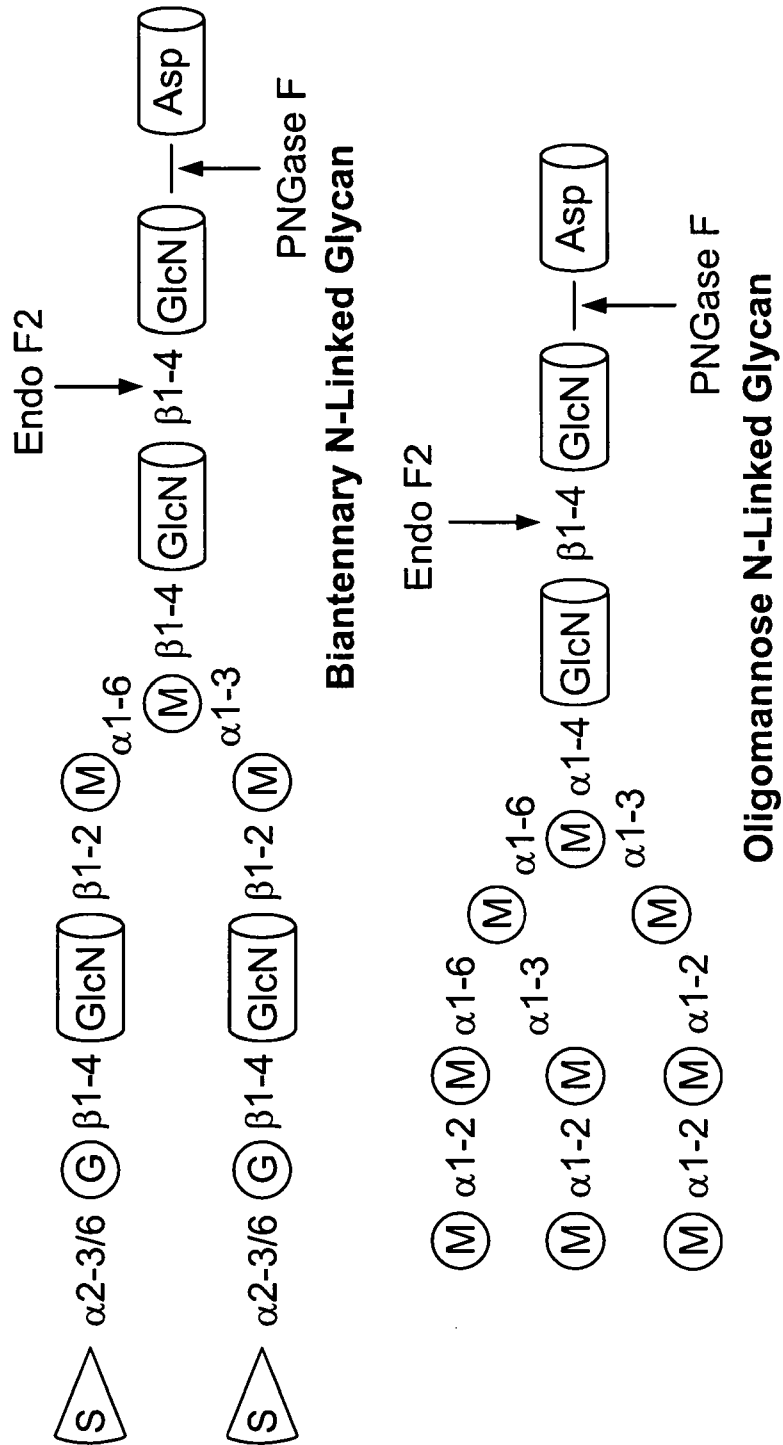 Endo F2
S α2-3/6 G β1-4 GlcN β1-2 M α1-6
M β1-4 GlcN β1-4 GlcN Asp
S α2-3/6 G β1-4 GlcN β1-2 M α1-3
PNGase F
Biantennary N-Linked Glycan
Endo F2
M α1-2 M α1-6 M α1-6
M α1-2 M α1-3 M α1-4 GlcN β1-4 GlcN Asp
M α1-2 M α1-2 M α1-3
PNGase F
Oligomannose N-Linked Glycan